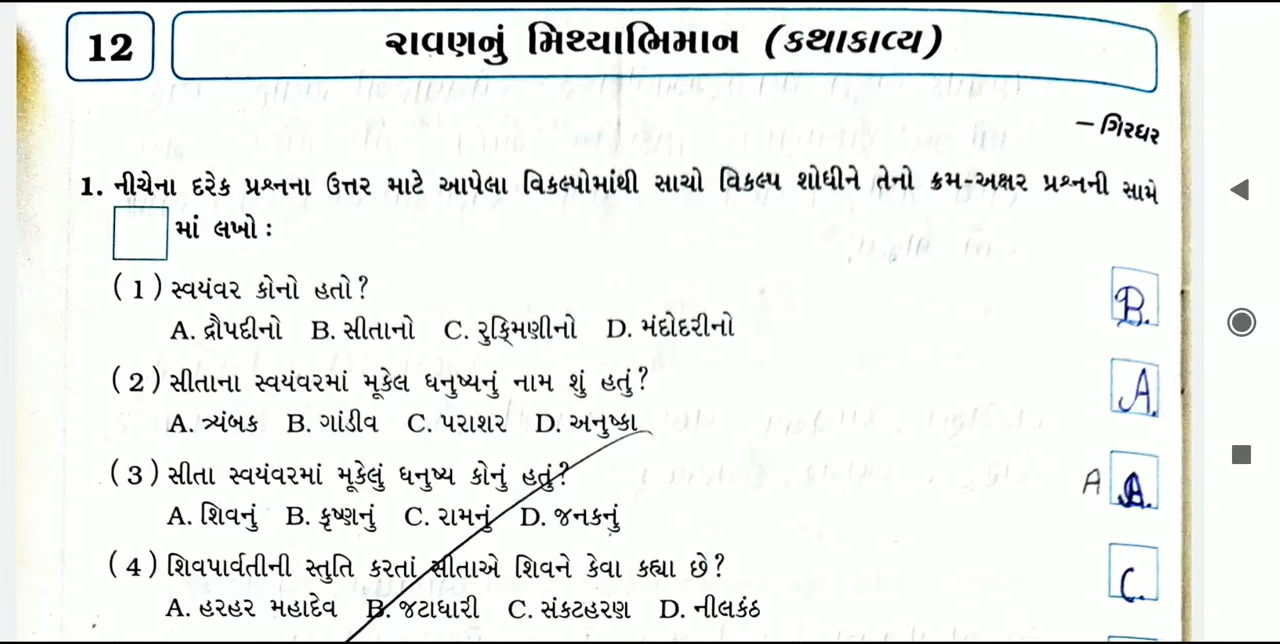 12
રાવણનું મિથ્યાભિમાન (કથાકાવ્ય)
– ગિરધર
1. નીચેના દરેક પ્રશ્નના ઉત્તર માટે આપેલા વિકલ્પોમાંથી સાચો વિકલ્પ શોધીને તેનો ક્રમ-અક્ષર પ્રશ્નની સામે
માં લખો :
( 1 ) સ્વયંવર કોનો હતો? B.
A. દ્રૌપદીનો B. સીતાનો C. રુક્મિણીનો D. મંદોદરીનો
( 2 ) સીતાના સ્વયંવરમાં મૂકેલ ધનુષ્યનું નામ શું હતું? A.
A. ત્ર્યંબક B. ગાંડીવ C. પરાશર D. અનુષ્કા
( 3 ) સીતા સ્વયંવરમાં મૂકેલું ધનુષ્ય કોનું હતું? A A.
A. શિવનું B. કૃષ્ણનું C. રામનું D. જનકનું
( 4 ) શિવપાર્વતીની સ્તુતિ કરતાં સીતાએ શિવને કેવા કહ્યા છે? C.
A. હરહર મહાદેવ B. જટાધારી C. સંકટહરણ D. નીલકંઠ